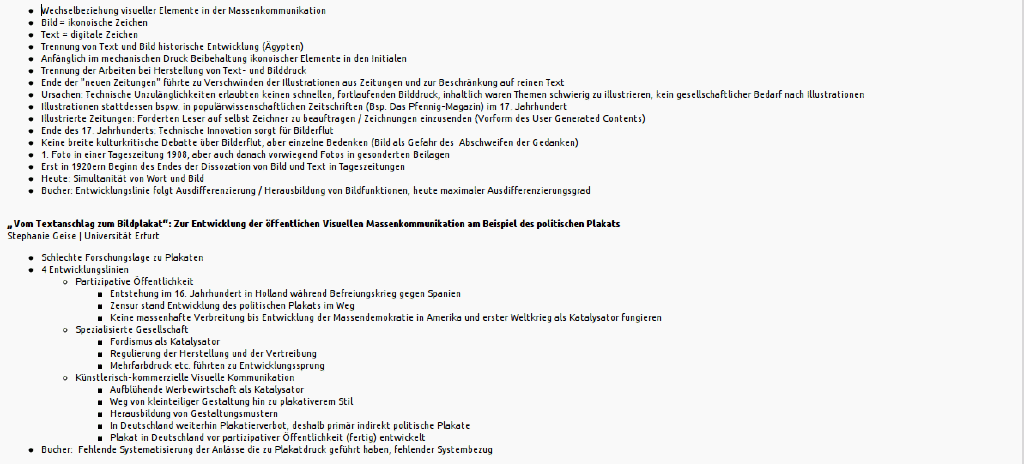 Wechselbeziehung visueller Elemente in der Massenkommunikation
Bild = ikonoische Zeichen
Text = digitale Zeichen
Trennung von Text und Bild historische Entwicklung (Ägypten)
Anfänglich im mechanischen Druck Beibehaltung ikonoischer Elemente in den Initialen
Trennung der Arbeiten bei Herstellung von Text- und Bilddruck
Ende der "neuen Zeitungen" führte zu Verschwinden der Illustrationen aus Zeitungen und zur Beschränkung auf reinen Text
Ursachen: Technische Unzulänglichkeiten erlaubten keinen schnellen, fortlaufenden Bilddruck, inhaltlich waren Themen schwierig zu illustrieren, kein gesellschaftlicher Bedarf nach Illustrationen
Illustrationen stattdessen bspw. in populärwissenschaftlichen Zeitschriften (Bsp. Das Pfennig-Magazin) im 17. Jahrhundert
Illustrierte Zeitungen: Forderten Leser auf selbst Zeichner zu beauftragen / Zeichnungen einzusenden (Vorform des User Generated Contents)
Ende des 17. Jahrhunderts: Technische Innovation sorgt für Bilderflut
Keine breite kulturkritische Debatte über Bilderflut, aber einzelne Bedenken (Bild als Gefahr des Abschweifen der Gedanken)
1. Foto in einer Tageszeitung 1908, aber auch danach vorwiegend Fotos in gesonderten Beilagen
Erst in 1920ern Beginn des Endes der Dissozation von Bild und Text in Tageszeitungen
Heute: Simultanität von Wort und Bild
Bucher: Entwicklungslinie folgt Ausdifferenzierung / Herausbildung von Bildfunktionen, heute maximaler Ausdifferenzierungsgrad
„Vom Textanschlag zum Bildplakat“: Zur Entwicklung der öffentlichen Visuellen Massenkommunikation am Beispiel des politischen Plakats
Stephanie Geise | Universität Erfurt
Schlechte Forschungslage zu Plakaten
4 Entwicklungslinien
Partizipative Öffentlichkeit
Entstehung im 16. Jahrhundert in Holland während Befreiungskrieg gegen Spanien
Zensur stand Entwicklung des politischen Plakats im Weg
Keine massenhafte Verbreitung bis Entwicklung der Massendemokratie in Amerika und erster Weltkrieg als Katalysator fungieren
Spezialisierte Gesellschaft
Fordismus als Katalysator
Regulierung der Herstellung und der Vertreibung
Mehrfarbdruck etc. führten zu Entwicklungssprung
Künstlerisch-kommerzielle Visuelle Kommunikation
Aufblühende Werbewirtschaft als Katalysator
Weg von kleinteiliger Gestaltung hin zu plakativerem Stil
Herausbildung von Gestaltungsmustern
In Deutschland weiterhin Plakatierverbot, deshalb primär indirekt politische Plakate
Plakat in Deutschland vor partizipativer Öffentlichkeit (fertig) entwickelt
Bucher: Fehlende Systematisierung der Anlässe die zu Plakatdruck geführt haben, fehlender Systembezug